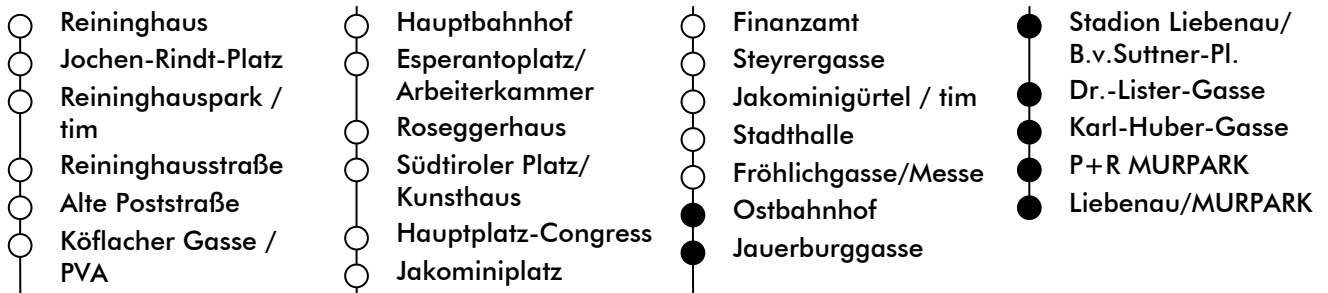 Reininghaus
Jochen-Rindt-Platz
Reininghauspark /
tim
Reininghausstraße
Alte Poststraße
Köflacher Gasse /
PVA
Hauptbahnhof
Esperantoplatz/
Arbeiterkammer
Roseggerhaus
Südtiroler Platz/
Kunsthaus
Hauptplatz-Congress
Jakominiplatz
Finanzamt
Steyrergasse
Jakominigürtel / tim
Stadthalle
Fröhlichgasse/Messe
Ostbahnhof
Jauerburggasse
Stadion Liebenau/
B.v.Suttner-Pl.
Dr.-Lister-Gasse
Karl-Huber-Gasse
P+R MURPARK
Liebenau/MURPARK